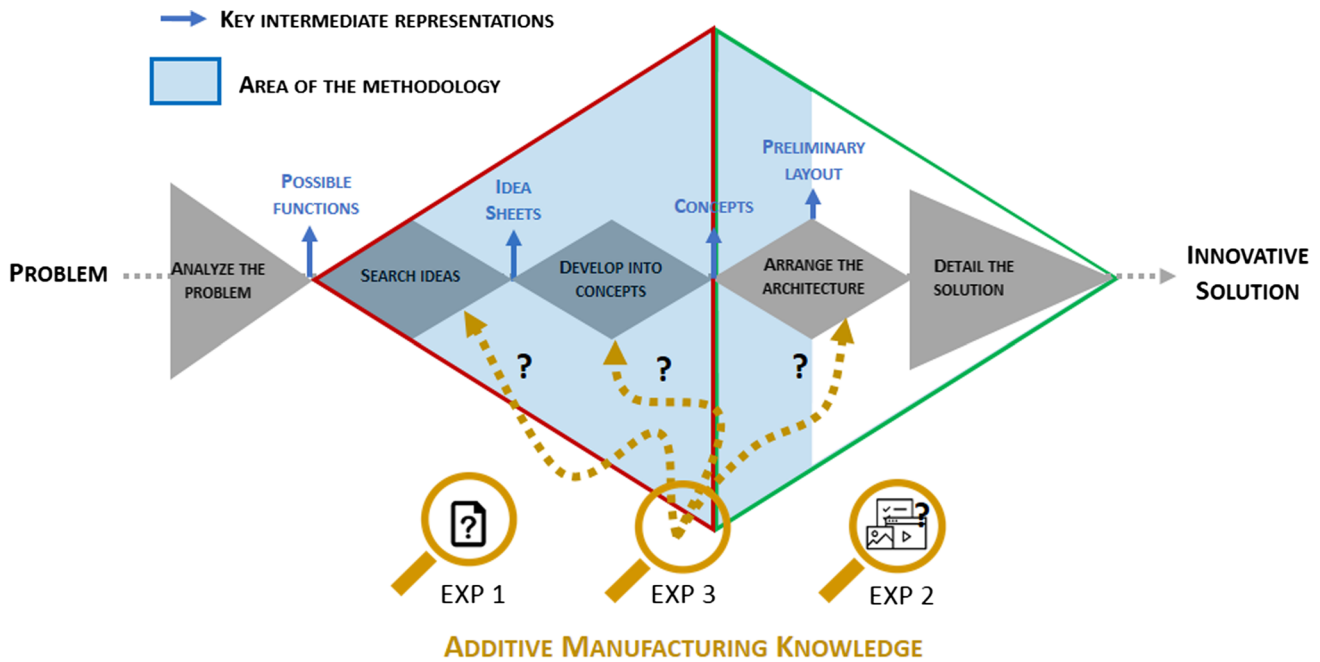 KEY INTERMEDIATE REPRESENTATIONS
AREA OF THE METHODOLOGY
POSSIBLE
FUNCTIONS
IDEA
SHEETS
CONCEPTS
PRELIMINARY
LAYOUT
PROBLEM
ANALYZE THE
PROBLEM
SEARCH IDEAS
DEVELOP INTO
CONCEPTS
ARRANGE THE
ARCHITECTURE
DETAIL THE
SOLUTION
INNOVATIVE
SOLUTION
?
?
?
?
?
EXP 1
EXP 3
EXP 2
ADDITIVE MANUFACTURING KNOWLEDGE